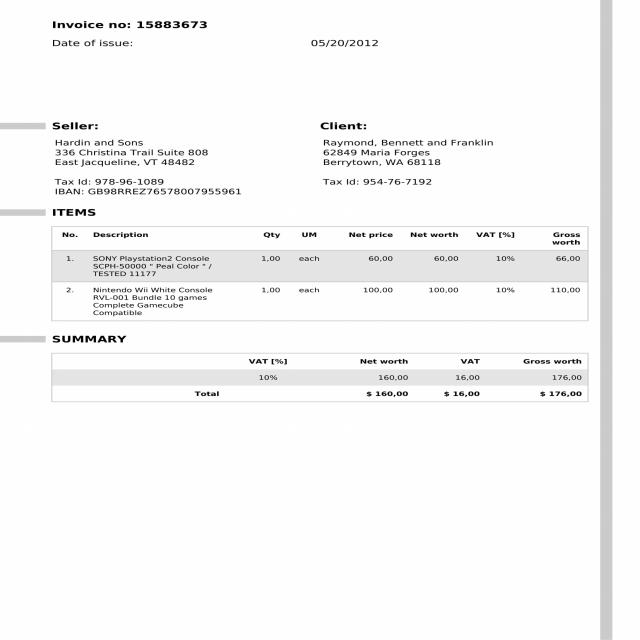 Invoice no: 15883673
Date of issue: 05/20/2012
Seller: Client:
Hardin and Sons Raymond, Bennett and Franklin
336 Christina Trail Suite 808 62849 Maria Forges
East Jacqueline, VT 48482 Berrytown, WA 68118
Tax Id: 978-96-1089 Tax Id: 954-76-7192
IBAN: GB98RREZ76578007955961
ITEMS
No. Description Qty UM Net price Net worth VAT [%] Gross
worth
1. SONY Playstation2 Console 1,00 each 60,00 60,00 10% 66,00
SCPH-50000 " Peal Color " /
TESTED 11177
2. Nintendo Wii White Console 1,00 each 100,00 100,00 10% 110,00
RVL-001 Bundle 10 games
Complete Gamecube
Compatible
SUMMARY
VAT [%] Net worth VAT Gross worth
10% 160,00 16,00 176,00
Total $ 160,00 $ 16,00 $ 176,00